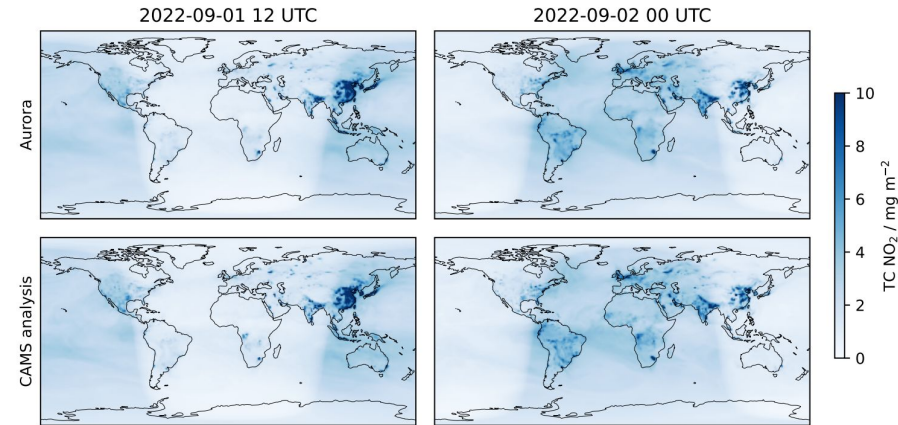 2022-09-01 12 UTC
2022-09-02 00 UTC
Aurora
CAMS analysis
10
8
6
4
2
0
TC NO₂ / mg m⁻²